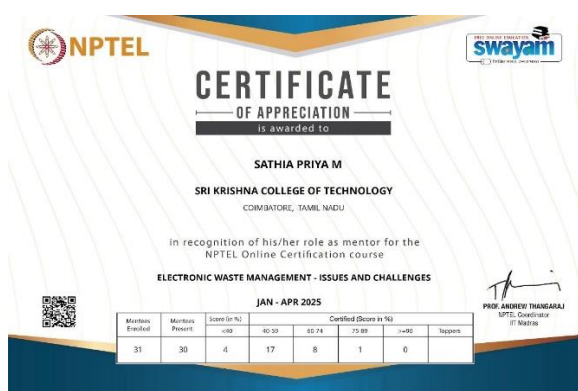 NPTEL
FREE ONLINE EDUCATION
swayam
CERTIFICATE
OF APPRECIATION
is awarded to
SATHIA PRIYA M
SRI KRISHNA COLLEGE OF TECHNOLOGY
COIMBATORE, TAMIL NADU
in recognition of his/her role as mentor for the
NPTEL Online Certification course
ELECTRONIC WASTE MANAGEMENT - ISSUES AND CHALLENGES
JAN - APR 2025
PROF. ANDREW THANGARAJ
NPTEL Coordinator
IIT Madras
Mentees Enrolled Mentees Present Score (in %) Certified (Score in %)
<40 40-59 60-74 75-89 >=90 Toppers
31 30 4 17 8 1 0